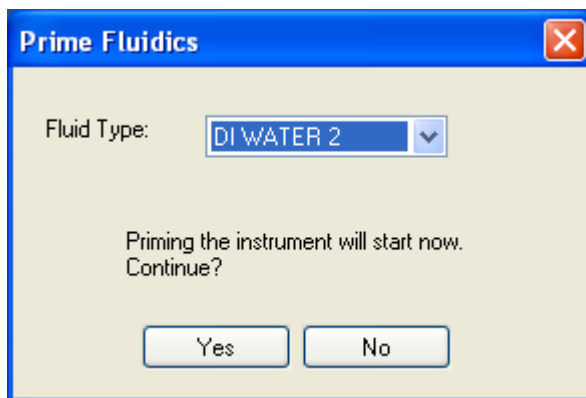 Prime Fluidics
Fluid Type: DI WATER 2
Priming the instrument will start now.
Continue?
Yes No